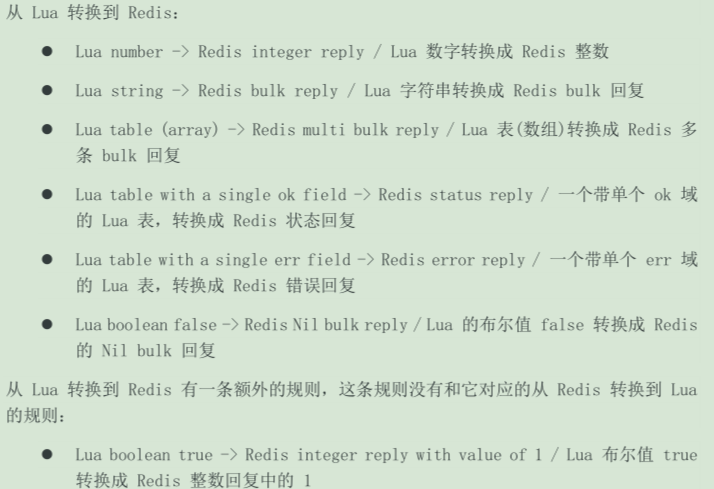 从 Lua 转换到 Redis：
● Lua number -> Redis integer reply / Lua 数字转换成 Redis 整数
● Lua string -> Redis bulk reply / Lua 字符串转换成 Redis bulk 回复
● Lua table (array) -> Redis multi bulk reply / Lua 表(数组)转换成 Redis 多
条 bulk 回复
● Lua table with a single ok field -> Redis status reply / 一个带单个 ok 域
的 Lua 表，转换成 Redis 状态回复
● Lua table with a single err field -> Redis error reply / 一个带单个 err 域
的 Lua 表，转换成 Redis 错误回复
● Lua boolean false -> Redis Nil bulk reply / Lua 的布尔值 false 转换成 Redis
的 Nil bulk 回复
从 Lua 转换到 Redis 有一条额外的规则，这条规则没有和它对应的从 Redis 转换到 Lua
的规则：
● Lua boolean true -> Redis integer reply with value of 1 / Lua 布尔值 true
转换成 Redis 整数回复中的 1